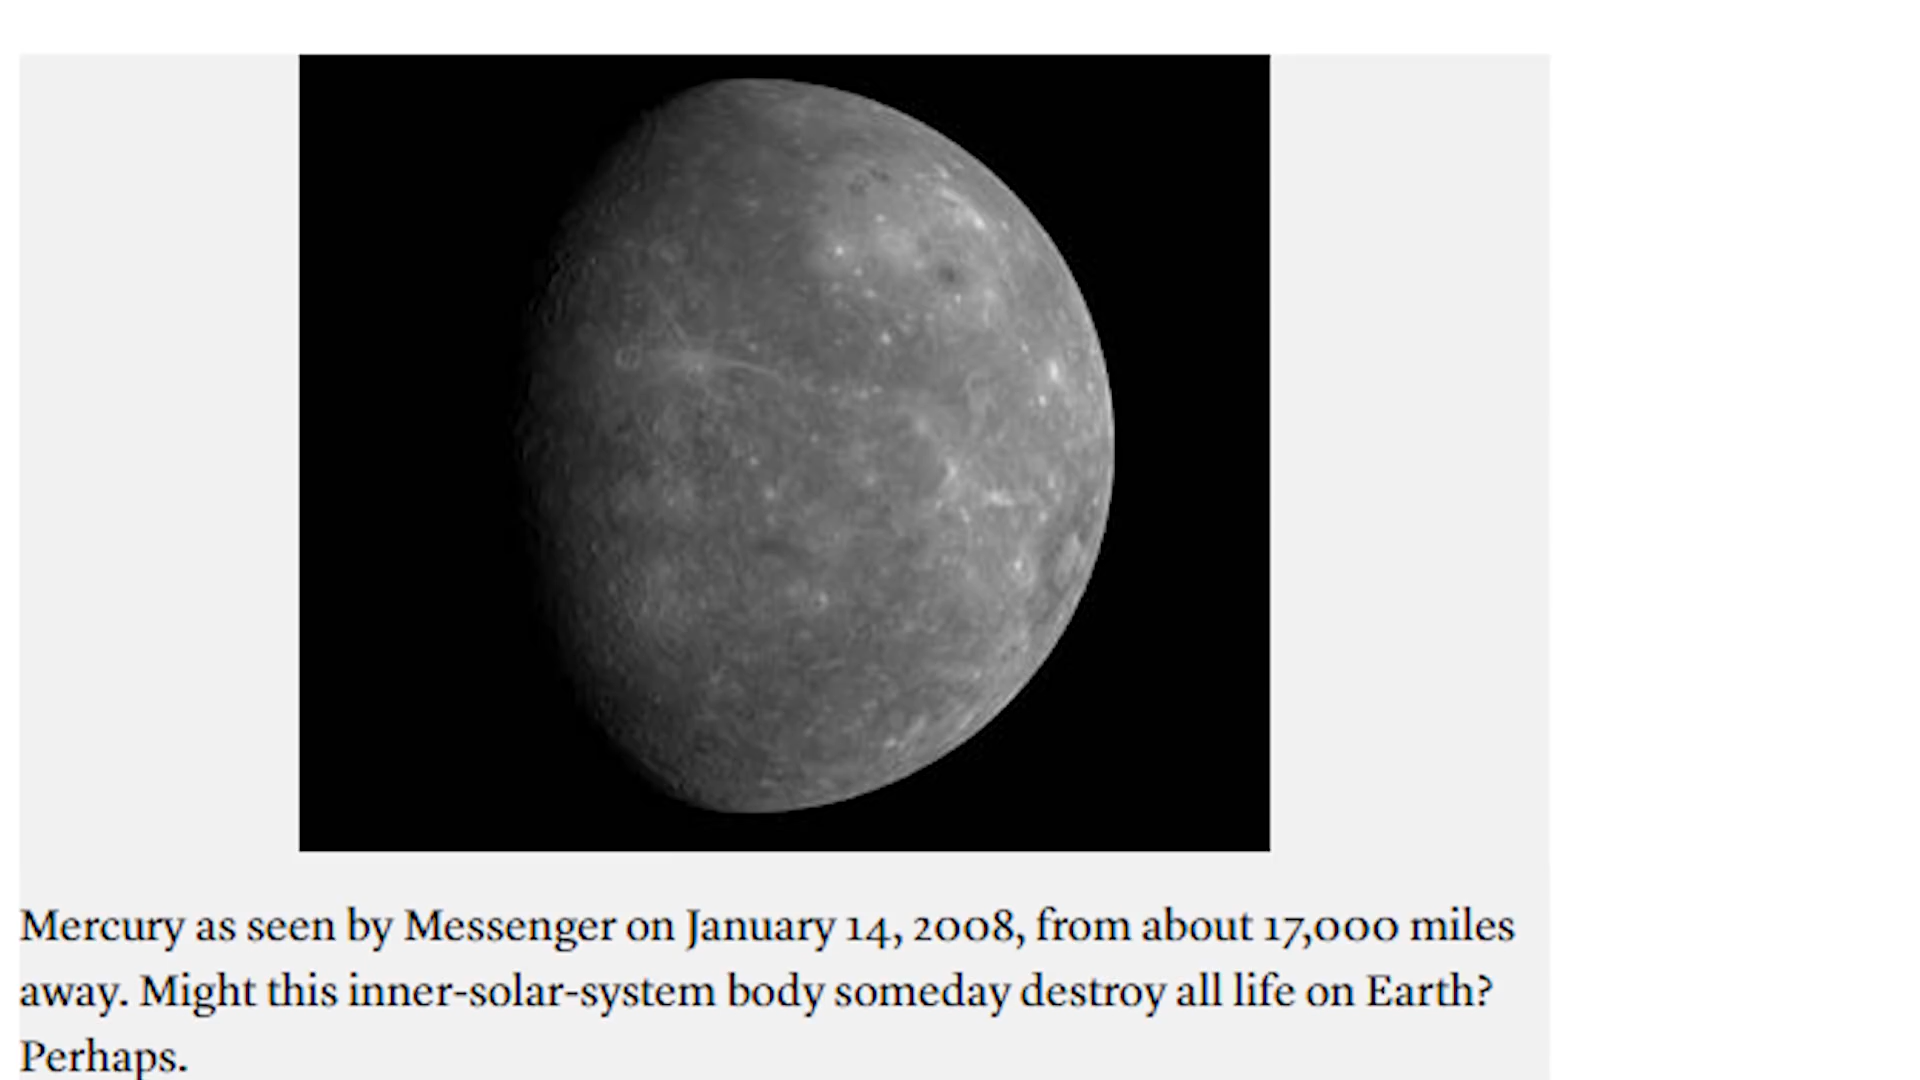 Mercury as seen by Messenger on January 14, 2008, from about 17,000 miles
away. Might this inner-solar-system body someday destroy all life on Earth?
Perhaps.